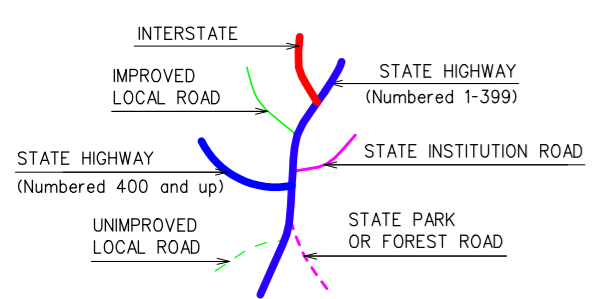 INTERSTATE
STATE HIGHWAY
(Numbered 1-399)
IMPROVED
LOCAL ROAD
STATE INSTITUTION ROAD
STATE HIGHWAY
(Numbered 400 and up)
STATE PARK
OR FOREST ROAD
UNIMPROVED
LOCAL ROAD